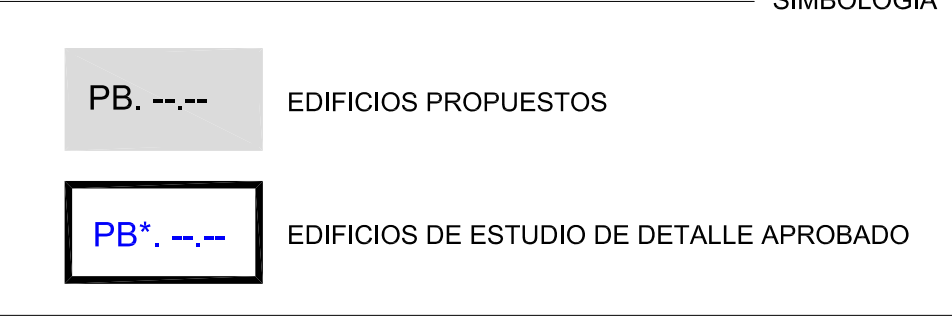 SIMBOLOGIA
PB. --.-- EDIFICIOS PROPUESTOS
PB*. --.-- EDIFICIOS DE ESTUDIO DE DETALLE APROBADO